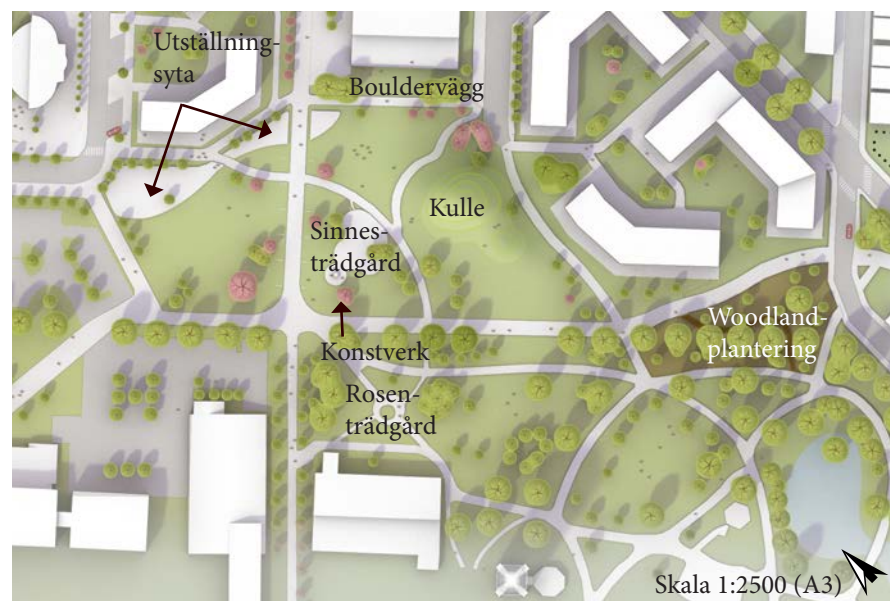 Utställning-
syta
Bouldervägg
Kulle
Sinnes-
trädgård
Woodland-
plantering
Konstverk
Rosen-
trädgård
Skala 1:2500 (A3)